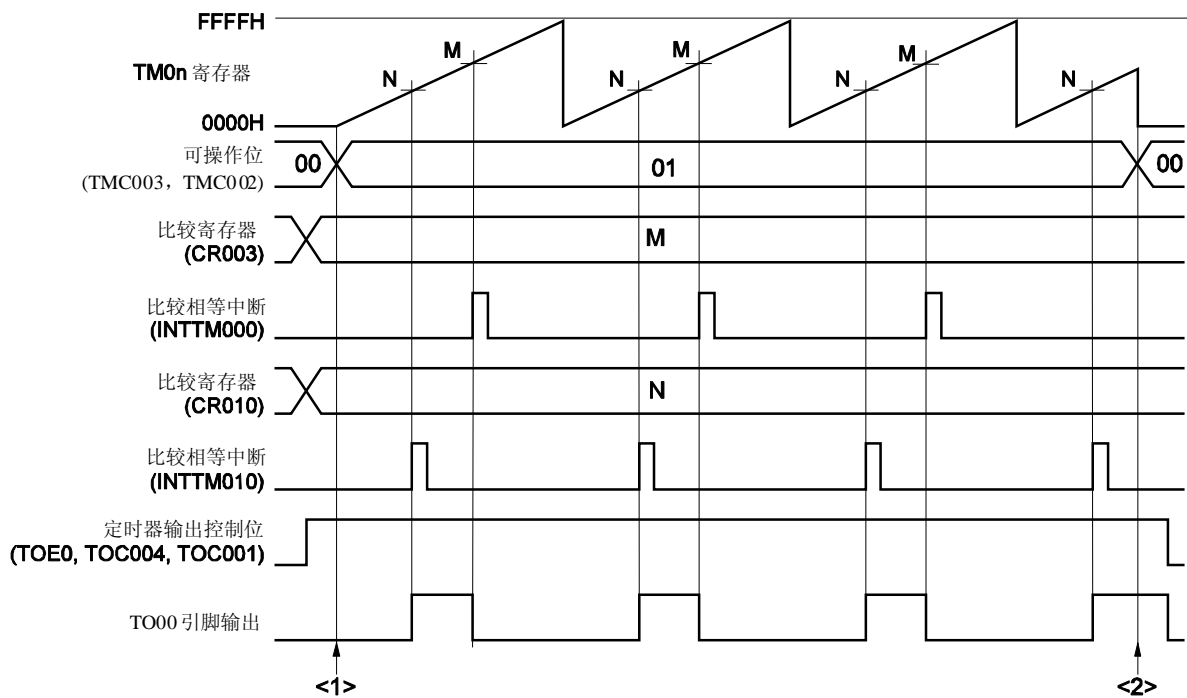 FFFFH
M
M
M
TM0n 寄存器
N
N
N
N
0000H
可操作位
(TMC003，TMC002)
00
01
00
比较寄存器
(CR003)
M
比较相等中断
(INTTM000)
比较寄存器
(CR010)
N
比较相等中断
(INTTM010)
定时器输出控制位
(TOE0, TOC004, TOC001)
TO00 引脚输出
<1>
<2>